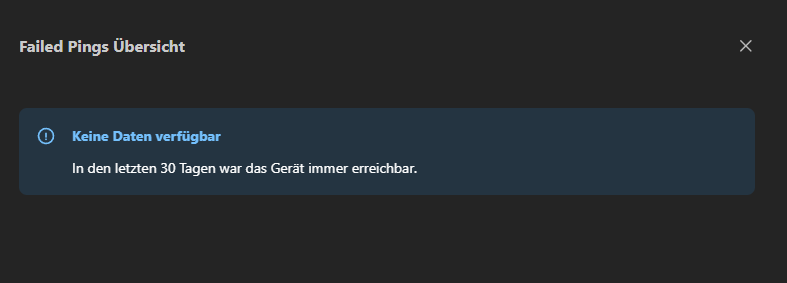 Failed Pings Übersicht
Keine Daten verfügbar
In den letzten 30 Tagen war das Gerät immer erreichbar.